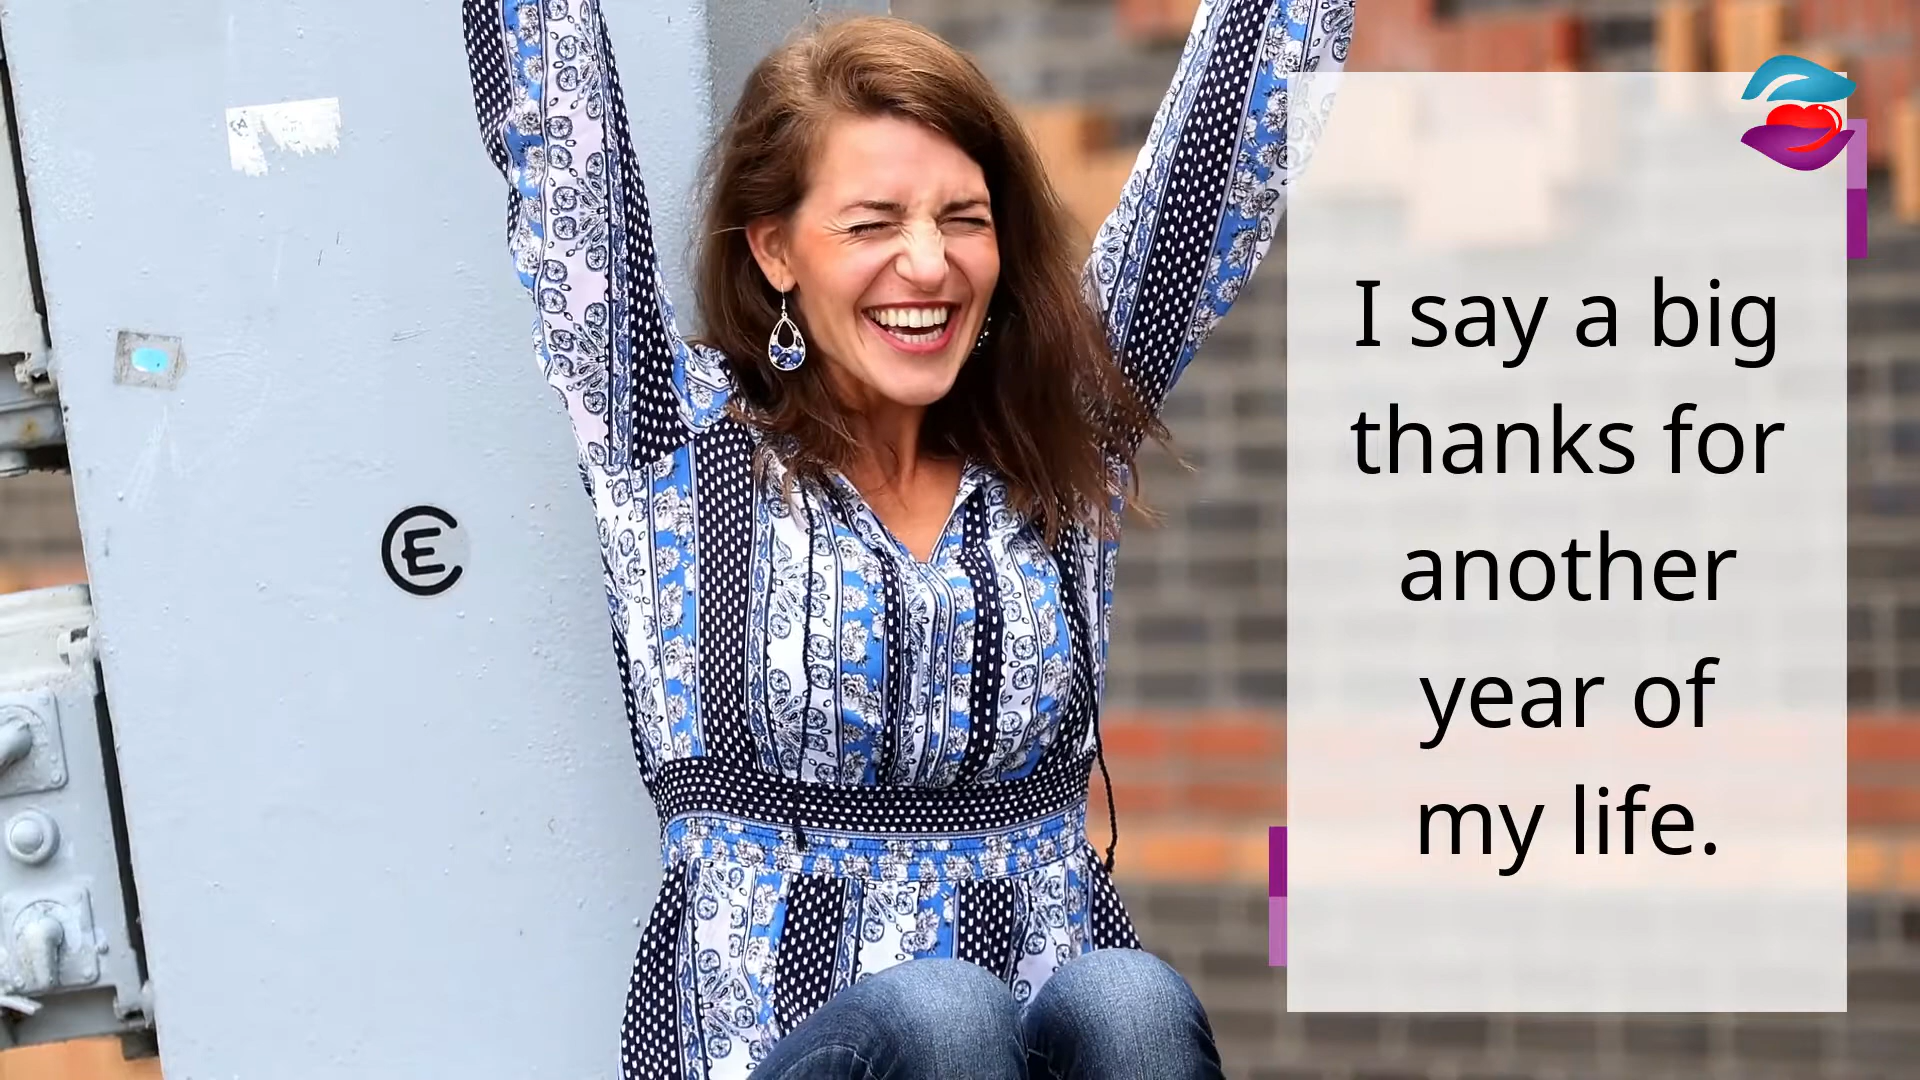 E
I say a big
thanks for
another
year of
my life.